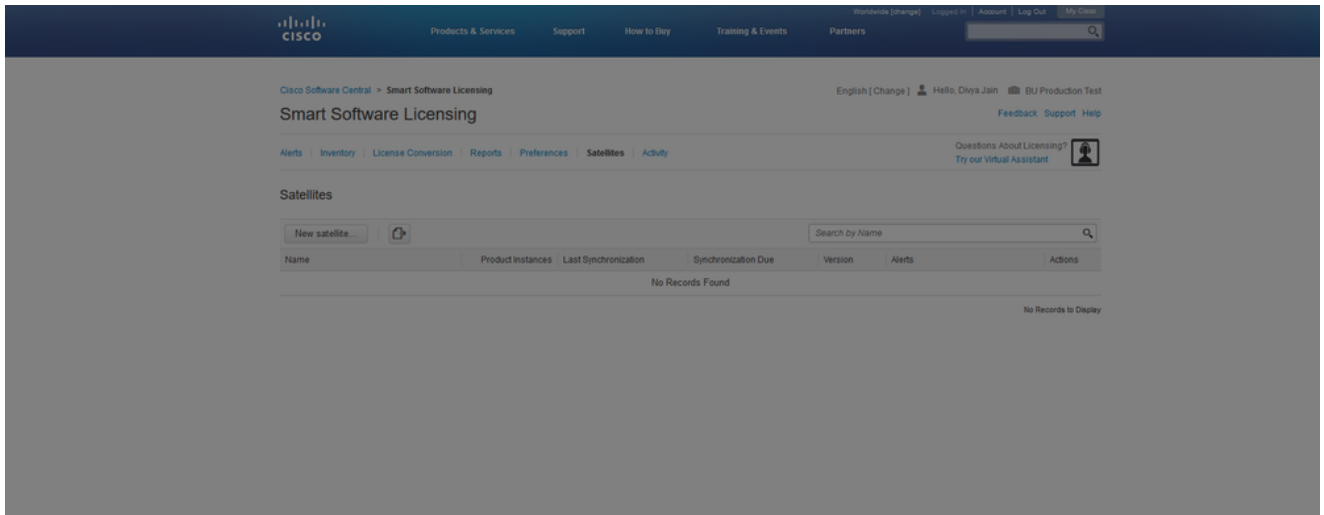 Worldwide [change] Logged In Account Log Out My Cisco
CISCO
Products & Services Support How to Buy Training & Events Partners
Cisco Software Central > Smart Software Licensing
English [ Change ] Hello, Divya Jain BU Production Test
Smart Software Licensing
Feedback Support Help
Alerts Inventory License Conversion Reports Preferences Satellites Activity
Questions About Licensing?
Try our Virtual Assistant
Satellites
New satellite... Search by Name
Name Product Instances Last Synchronization Synchronization Due Version Alerts Actions
No Records Found
No Records to Display